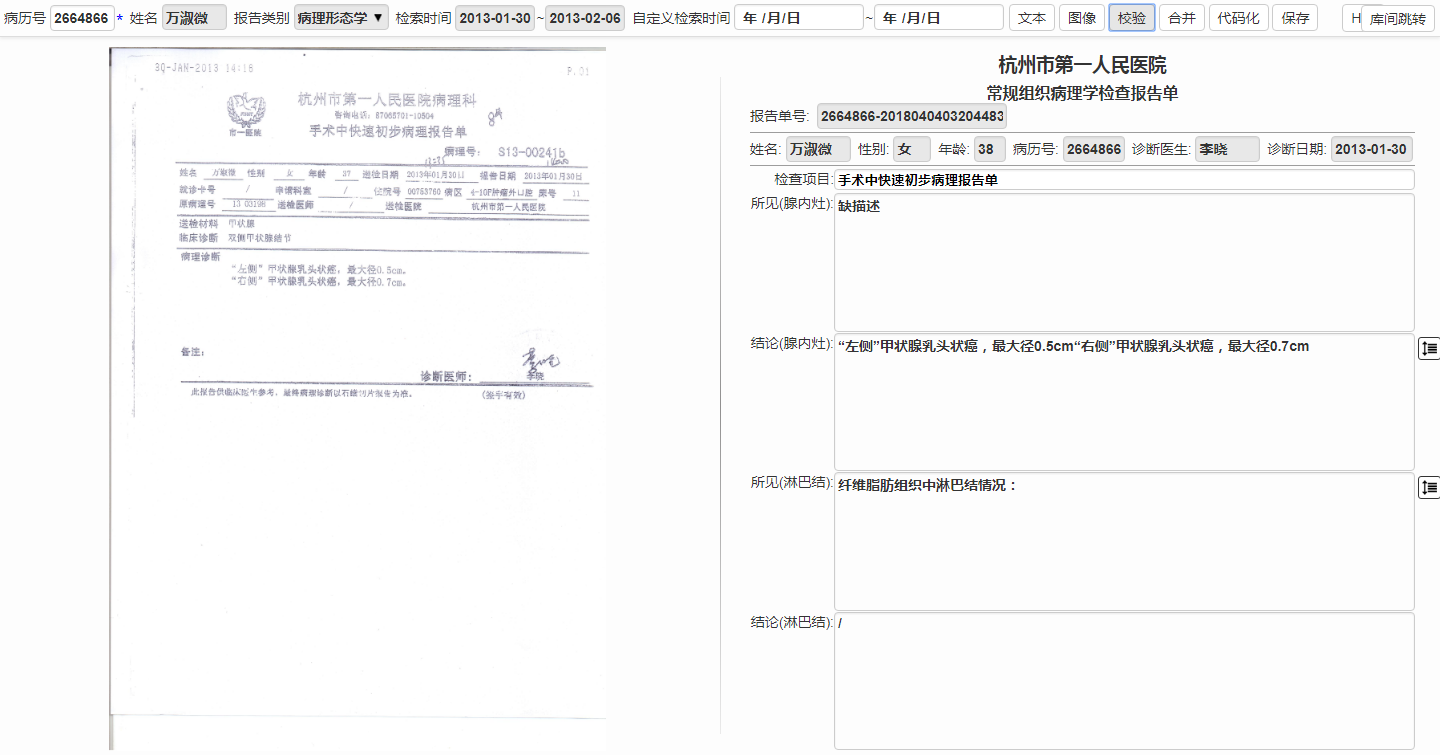 病历号 2664866 * 姓名 万淑微 报告类别 病理形态学 ▼ 检索时间 2013-01-30 ~ 2013-02-06 自定义检索时间 年 /月/日 ~ 年 /月/日 文本 图像 校验 合并 代码化 保存 H 库间跳转
30-JAN-2013 14:18 P.01
杭州市第一人民医院病理科
咨询电话: 87065701-10504
市一医院
手术中快速初步病理报告单
病理号: S13-00241b
姓名 万淑微 性别 女 年龄 37 送检日期 2013年01月30日 报告日期 2013年01月30日
就诊卡号 / 申请科室 / 住院号 00753760 病区 4-10F肿瘤外口腔 床号 11
原病理号 13 03198 送检医师 / 送检医院 杭州市第一人民医院
送检材料 甲状腺
临床诊断 双侧甲状腺结节
病理诊断
“左侧”甲状腺乳头状癌, 最大径0.5cm。
“右侧”甲状腺乳头状癌, 最大径0.7cm。
备注:
诊断医师: 李晓
此报告供临床医生参考, 最终病理诊断以石蜡切片报告为准。 (签字有效)
杭州市第一人民医院
常规组织病理学检查报告单
报告单号: 2664866-2018040403204483
姓名: 万淑微 性别: 女 年龄: 38 病历号: 2664866 诊断医生: 李晓 诊断日期: 2013-01-30
检查项目: 手术中快速初步病理报告单
所见(腺内灶): 缺描述
结论(腺内灶): “左侧”甲状腺乳头状癌，最大径0.5cm“右侧”甲状腺乳头状癌，最大径0.7cm
所见(淋巴结): 纤维脂肪组织中淋巴结情况：
结论(淋巴结): /